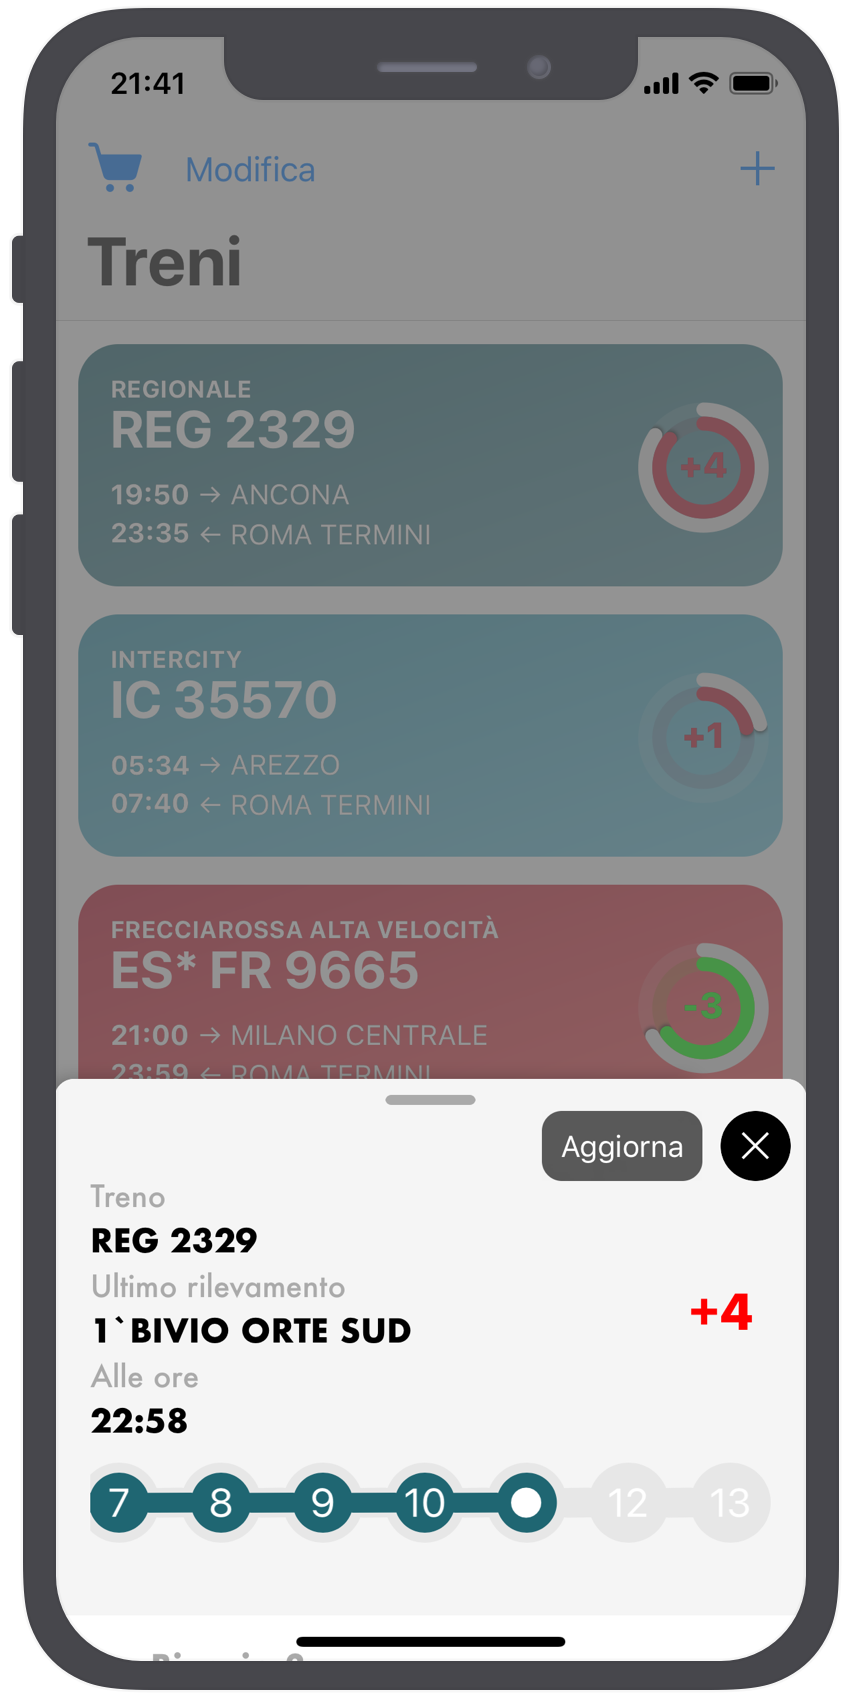 21:41
Modifica
Treni
REGIONALE
REG 2329
19:50 → ANCONA
23:35 ← ROMA TERMINI
+4
INTERCITY
IC 35570
05:34 → AREZZO
07:40 ← ROMA TERMINI
+1
FRECCIAROSSA ALTA VELOCITÀ
ES* FR 9665
21:00 → MILANO CENTRALE
23:59 ← ROMA TERMINI
-3
Aggiorna
Treno
REG 2329
Ultimo rilevamento
1`BIVIO ORTE SUD
+4
Alle ore
22:58
7 8 9 10 12 13